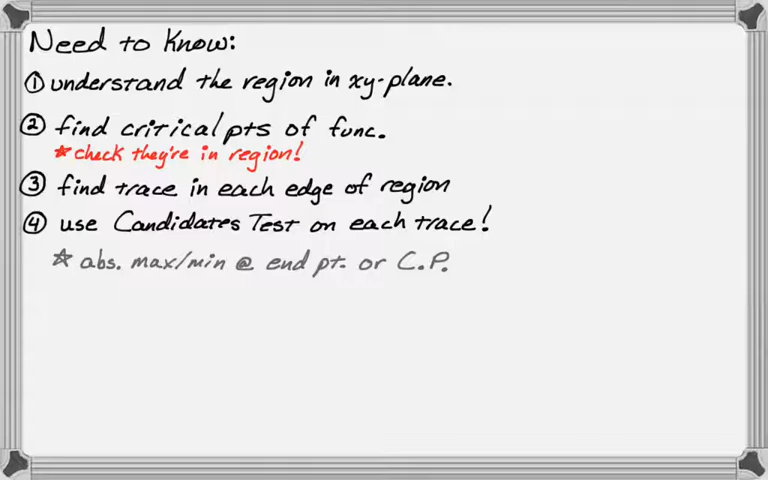 Need to Know:
① understand the region in xy-plane.
② find critical pts of func.
* check they're in region!
③ find trace in each edge of region
④ use Candidates Test on each trace!
☆ abs. max/min @ end pt. or C.P.